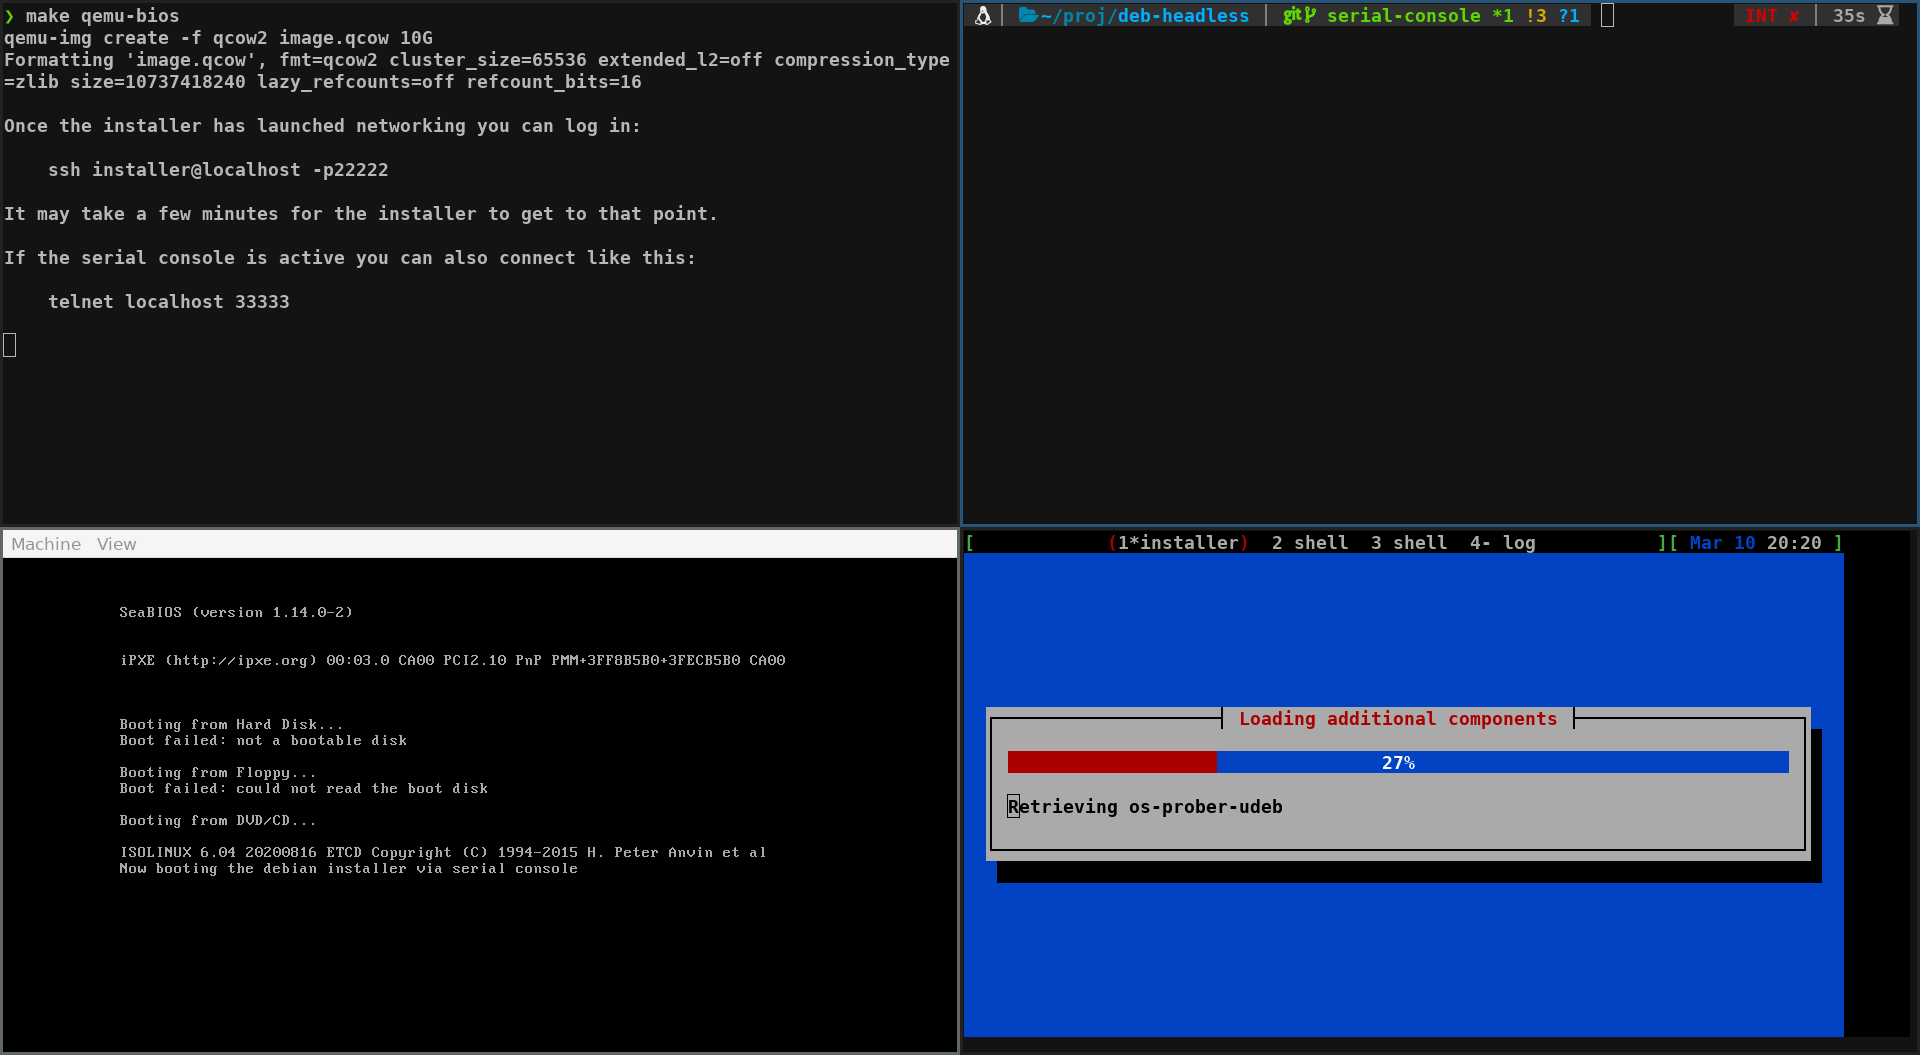 ❯ make qemu-bios
qemu-img create -f qcow2 image.qcow 10G
Formatting 'image.qcow', fmt=qcow2 cluster_size=65536 extended_l2=off compression_type
=zlib size=10737418240 lazy_refcounts=off refcount_bits=16
Once the installer has launched networking you can log in:
ssh installer@localhost -p22222
It may take a few minutes for the installer to get to that point.
If the serial console is active you can also connect like this:
telnet localhost 33333
~/proj/deb-headless | git serial-console *1 !3 ?1
INT ✘ | 35s
Machine View
SeaBIOS (version 1.14.0-2)
iPXE (http://ipxe.org) 00:03.0 CA00 PCI2.10 PnP PMM+3FF8B5B0+3FECB5B0 CA00
Booting from Hard Disk...
Boot failed: not a bootable disk
Booting from Floppy...
Boot failed: could not read the boot disk
Booting from DVD/CD...
ISOLINUX 6.04 20200816 ETCD Copyright (C) 1994-2015 H. Peter Anvin et al
Now booting the debian installer via serial console
[ (1*installer) 2 shell 3 shell 4- log ][ Mar 10 20:20 ]
Loading additional components
27%
Retrieving os-prober-udeb